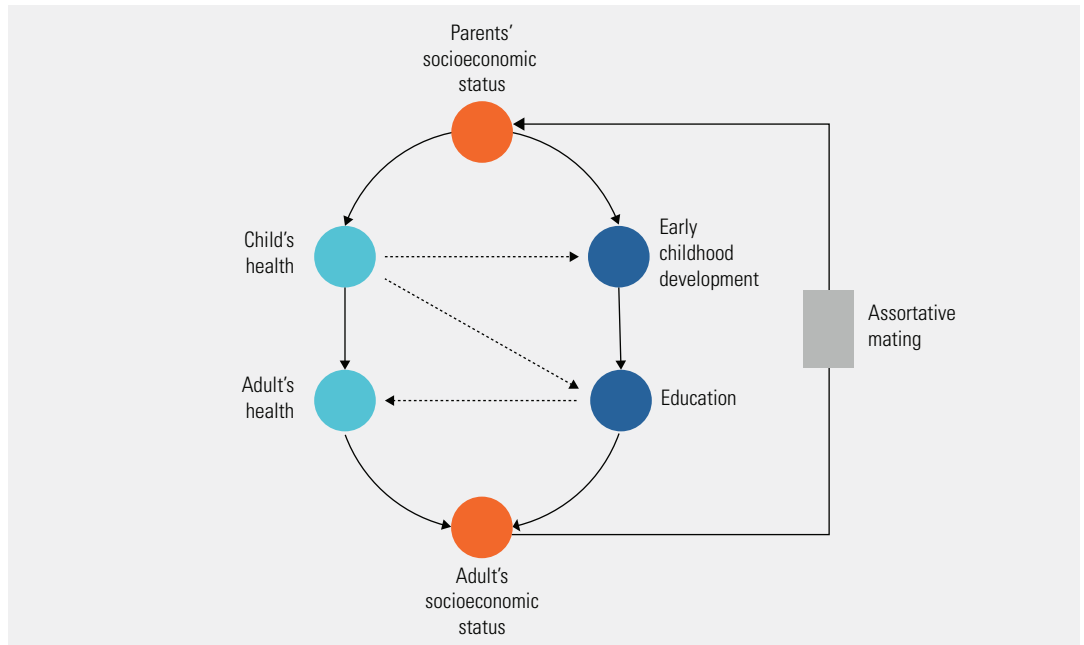 Parents’
socioeconomic
status
Child’s
health
Early
childhood
development
Assortative
mating
Adult’s
health
Education
Adult’s
socioeconomic
status